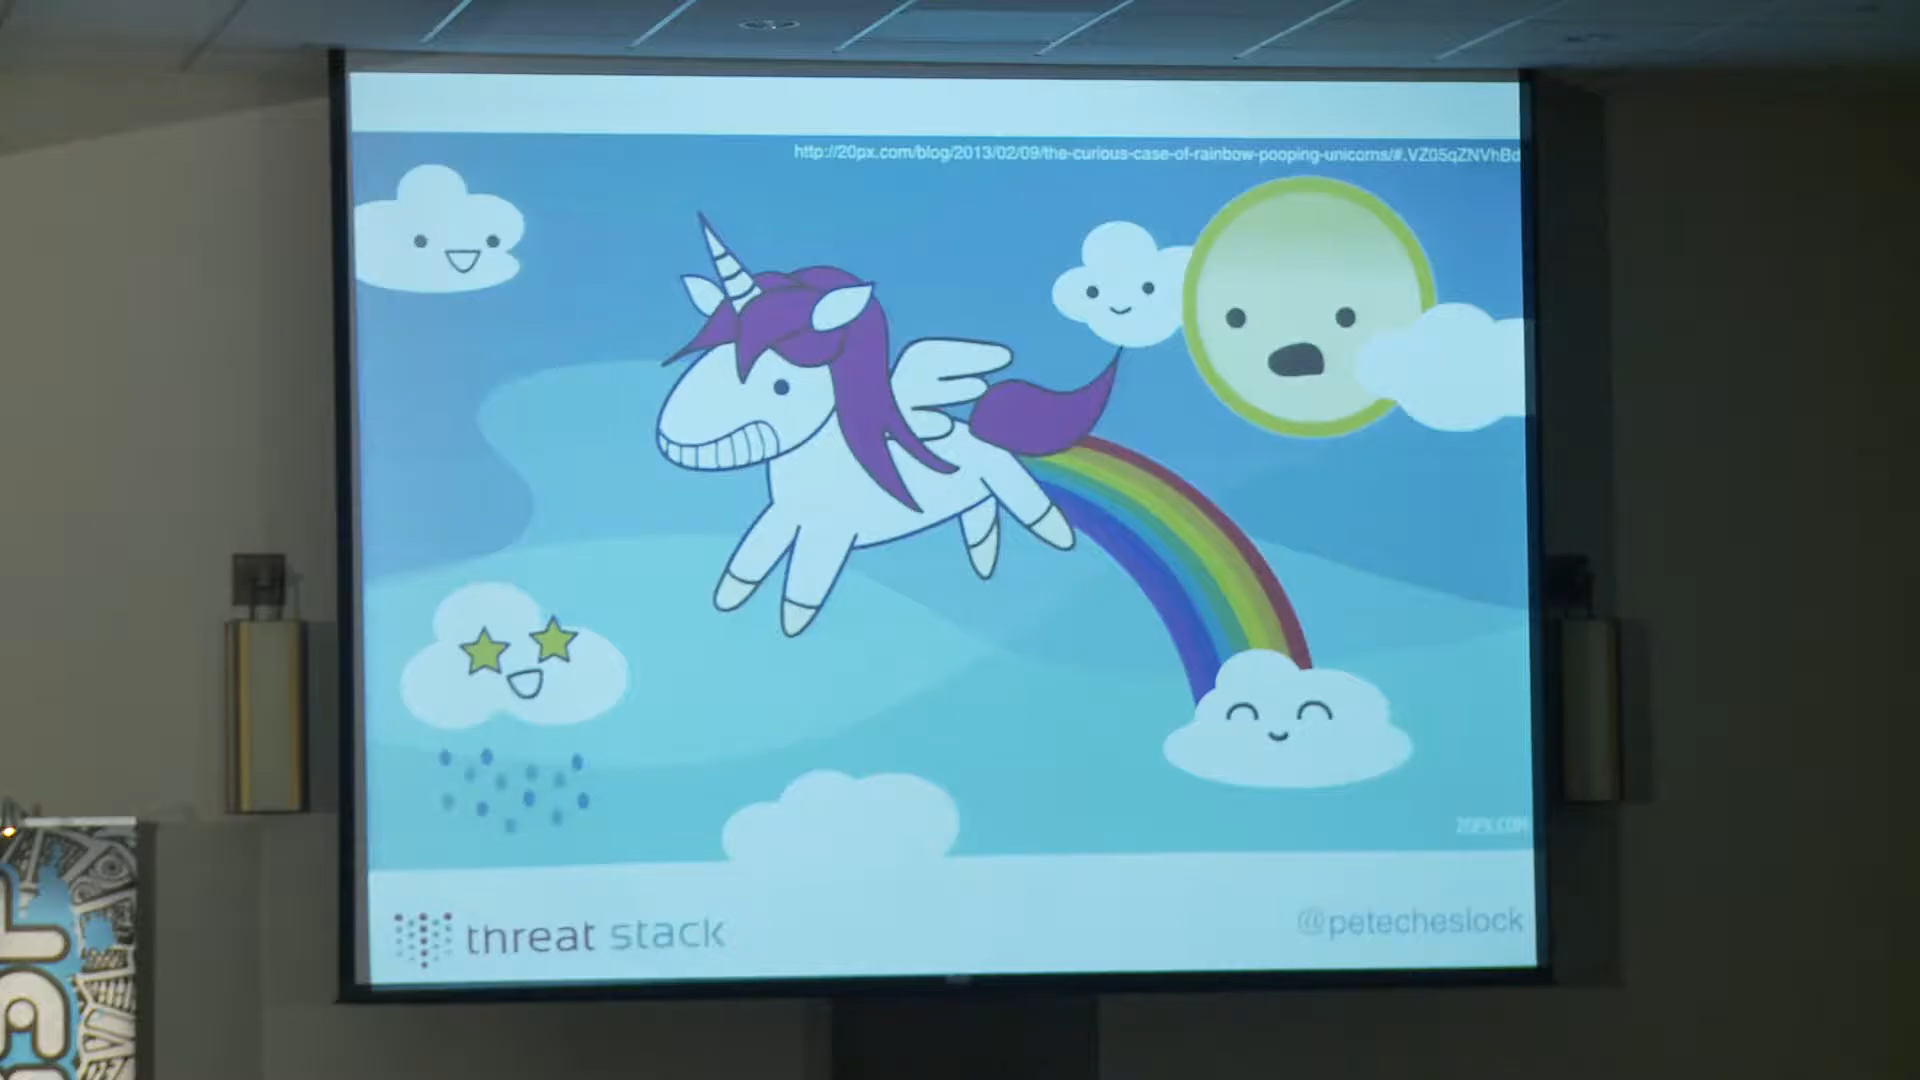 http://20px.com/blog/2013/02/09/the-curious-case-of-rainbow-pooping-unicorns/#.VZ05qZNVhBd
20PX.COM
threat stack
@petecheslock